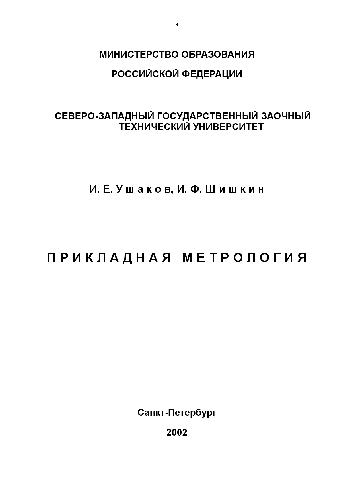 МИНИСТЕРСТВО ОБРАЗОВАНИЯ
РОССИЙСКОЙ ФЕДЕРАЦИИ
СЕВЕРО-ЗАПАДНЫЙ ГОСУДАРСТВЕННЫЙ ЗАОЧНЫЙ
ТЕХНИЧЕСКИЙ УНИВЕРСИТЕТ
И. Е. Ушаков, И. Ф. Шишкин
ПРИКЛАДНАЯ МЕТРОЛОГИЯ
Санкт-Петербург
2002